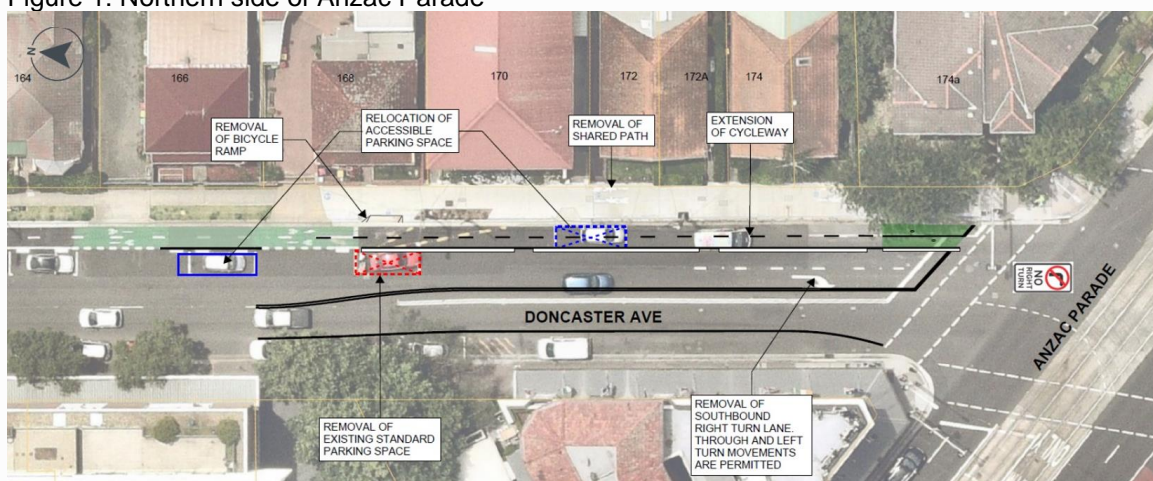 Figure 1: Northern side of Anzac Parade
N
164
166
168
170
172
172A
174
174a
REMOVAL
OF BICYCLE
RAMP
RELOCATION OF
ACCESSIBLE
PARKING SPACE
REMOVAL OF
SHARED PATH
EXTENSION
OF CYCLEWAY
NO
RIGHT
TURN
DONCASTER AVE
ANZAC PARADE
REMOVAL OF
EXISTING STANDARD
PARKING SPACE
REMOVAL OF
SOUTHBOUND
RIGHT TURN LANE.
THROUGH AND LEFT
TURN MOVEMENTS
ARE PERMITTED